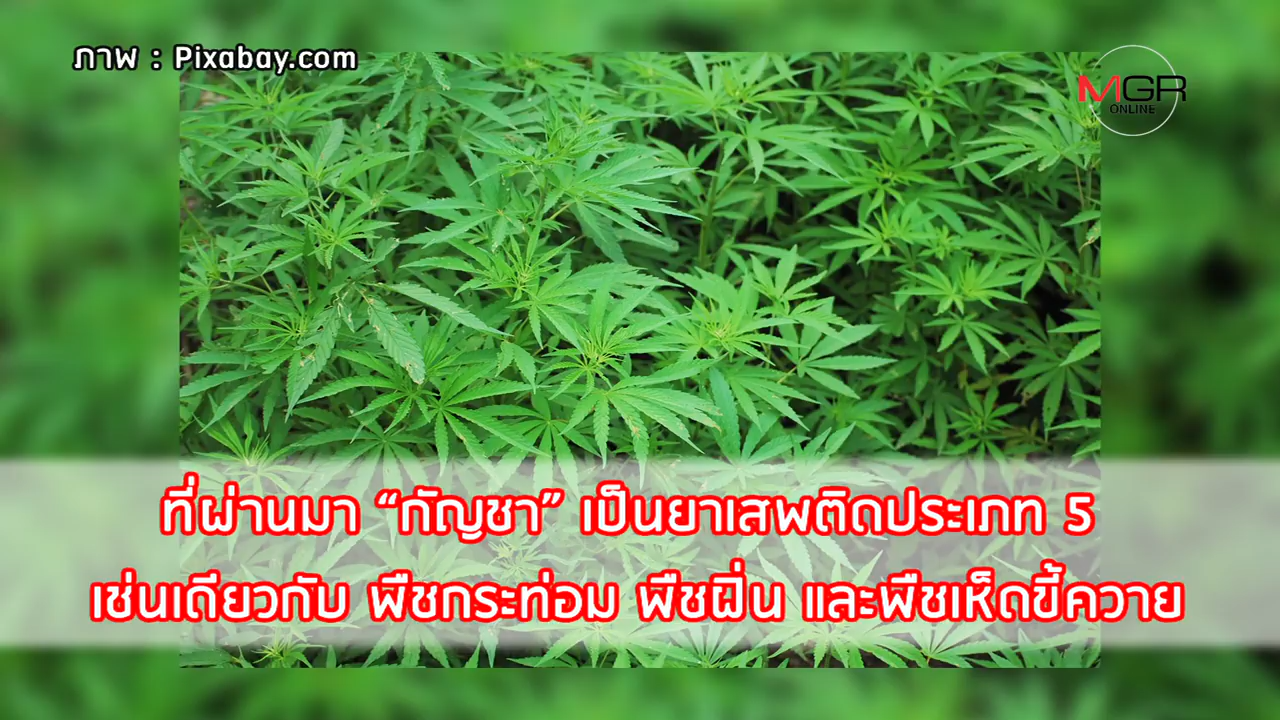 ภาพ : Pixabay.com
MGR
ONLINE
ที่ผ่านมา “กัญชา” เป็นยาเสพติดประเภท 5
เช่นเดียวกับ พืชกระท่อม พืชฝิ่น และพืชเห็ดขี้ควาย